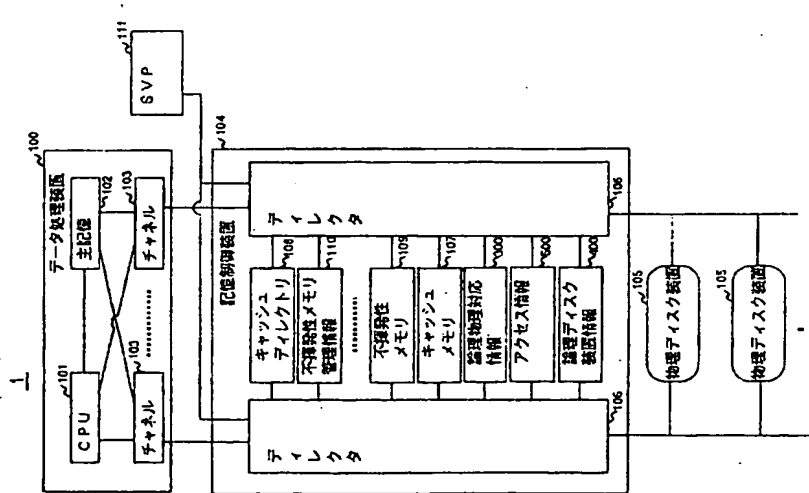 1
100
データ処理装置
101
CPU
102
主記憶
103
チャネル
103
チャネル
111
SVP
104
記憶制御装置
ディレクタ
106
ディレクタ
106
キャッシュ
ディレクトリ
108
不揮発性メモリ
管理情報
110
不揮発性
メモリ
109
キャッシュ
メモリ
107
論理物理対応
情報
アクセス情報
論理ディスク
装置情報
400
105
物理ディスク装置
105
物理ディスク装置